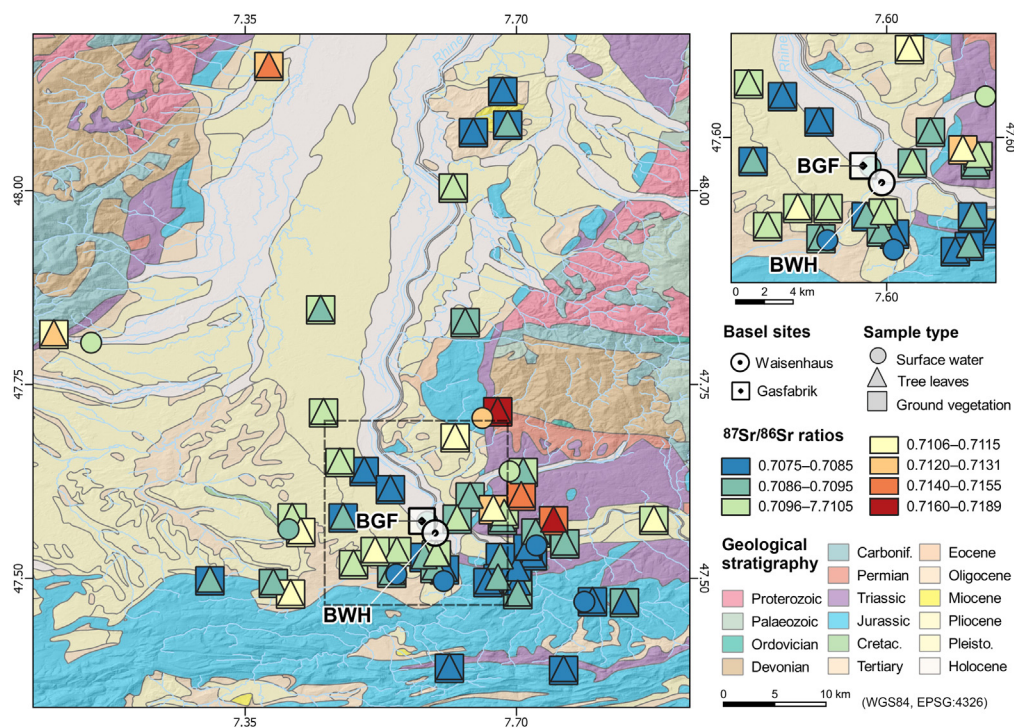 7.35
7.70
7.60
Rhine
Rhine
47.60
47.60
BGF
48.00
48.00
BWH
0 2 4 km
7.60
Basel sites
Sample type
Waisenhaus
Surface water
Gasfabrik
Tree leaves
Ground vegetation
47.75
47.75
87Sr/86Sr ratios
0.7075–0.7085
0.7086–0.7095
0.7096–7.7105
0.7106–0.7115
0.7120–0.7131
0.7140–0.7155
0.7160–0.7189
BGF
BWH
47.50
47.50
Geological
stratigraphy
Proterozoic
Palaeozoic
Ordovician
Devonian
Carbonif.
Permian
Triassic
Jurassic
Cretac.
Tertiary
Eocene
Oligocene
Miocene
Pliocene
Pleisto.
Holocene
0 5 10 km
(WGS84, EPSG:4326)
7.35
7.70